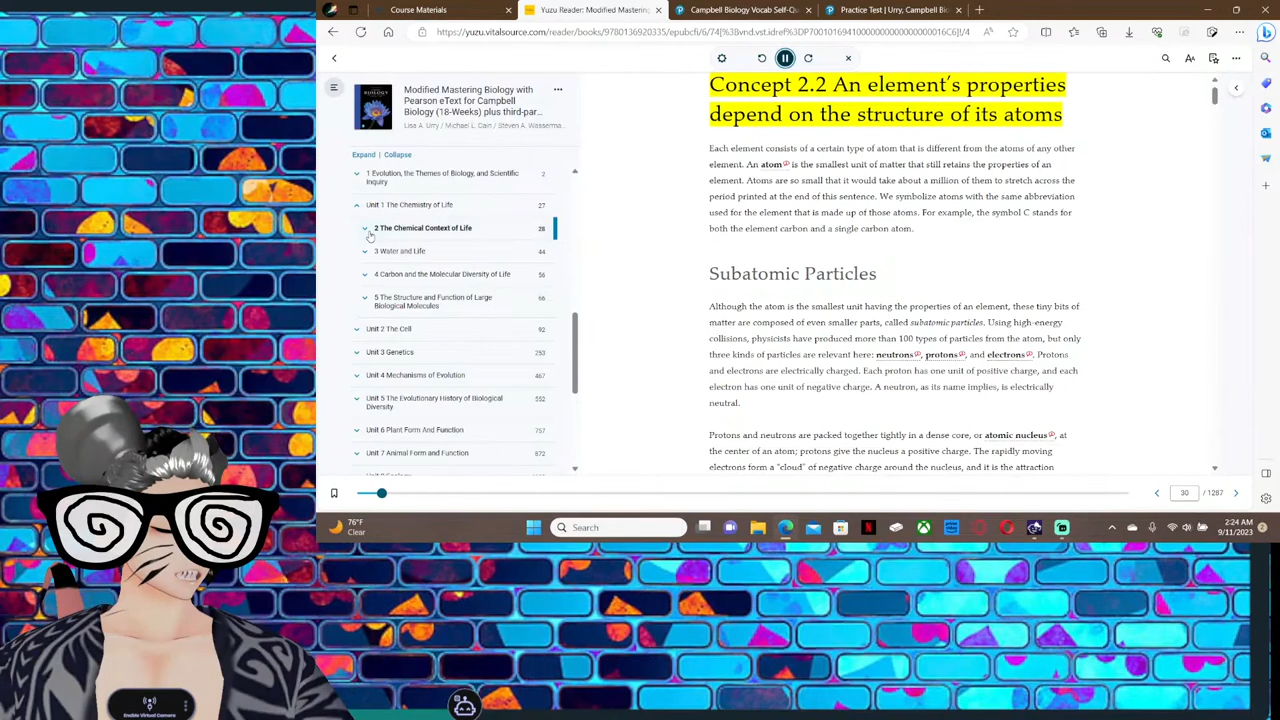 Course Materials
Yuzu Reader: Modified Mastering
Campbell Biology Vocab Self-Qu
Practice Test | Ury, Campbell Bi
https://yuzu.vitalsource.com/reader/books/9780136920335/epubcfi/6/74[%3Bvnd.vst.idref%3DP70010169410000000000000000016C6]!/4
Modified Mastering Biology with
Pearson eText for Campbell
Biology (18-Weeks) plus third-par...
Lisa A. Urry / Michael L. Cain / Steven A. Wasserma...
Expand | Collapse
1 Evolution, the Themes of Biology, and Scientific Inquiry 2
Unit 1 The Chemistry of Life 27
2 The Chemical Context of Life 28
3 Water and Life 44
4 Carbon and the Molecular Diversity of Life 56
5 The Structure and Function of Large Biological Molecules 66
Unit 2 The Cell 92
Unit 3 Genetics 253
Unit 4 Mechanisms of Evolution 467
Unit 5 The Evolutionary History of Biological Diversity 552
Unit 6 Plant Form And Function 757
Unit 7 Animal Form and Function 872
Concept 2.2 An element's properties
depend on the structure of its atoms
Each element consists of a certain type of atom that is different from the atoms of any other
element. An atom is the smallest unit of matter that still retains the properties of an
element. Atoms are so small that it would take about a million of them to stretch across the
period printed at the end of this sentence. We symbolize atoms with the same abbreviation
used for the element that is made up of those atoms. For example, the symbol C stands for
both the element carbon and a single carbon atom.
Subatomic Particles
Although the atom is the smallest unit having the properties of an element, these tiny bits of
matter are composed of even smaller parts, called subatomic particles. Using high-energy
collisions, physicists have produced more than 100 types of particles from the atom, but only
three kinds of particles are relevant here: neutrons, protons, and electrons. Protons
and electrons are electrically charged. Each proton has one unit of positive charge, and each
electron has one unit of negative charge. A neutron, as its name implies, is electrically
neutral.
Protons and neutrons are packed together tightly in a dense core, or atomic nucleus, at
the center of an atom; protons give the nucleus a positive charge. The rapidly moving
electrons form a "cloud" of negative charge around the nucleus, and it is the attraction
30 / 1287
76°F
Clear
Search
2:24 AM
9/11/2023
Enable Virtual Camera